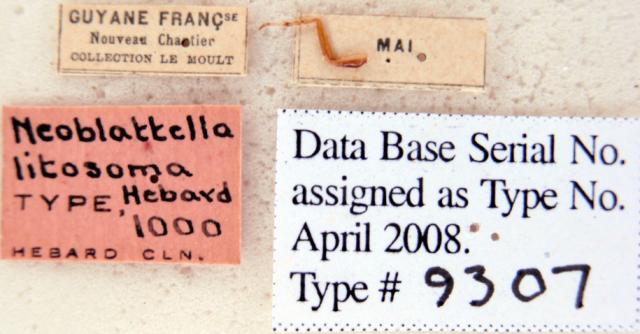 GUYANE FRANÇSE
Nouveau Chantier
COLLECTION LE MOULT
MAI.
Neoblattella
litosoma
TYPE, Hebard
1000
HEBARD CLN.
Data Base Serial No.
assigned as Type No.
April 2008.
Type # 9307